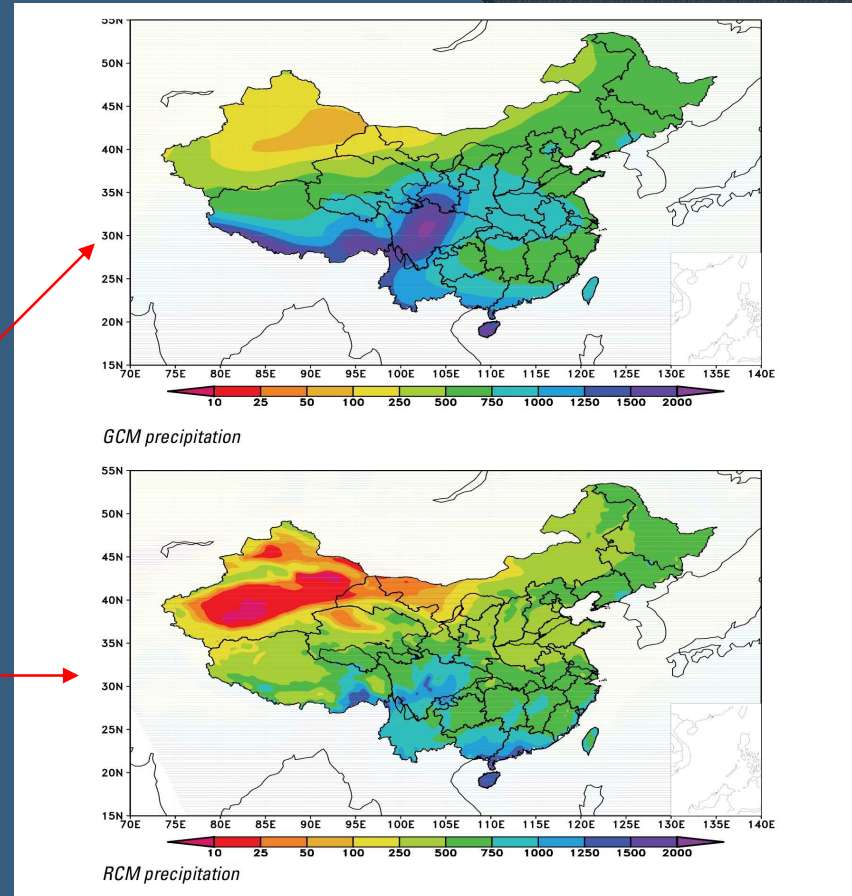 55N
50N
45N
40N
35N
30N
25N
20N
15N
70E 75E 80E 85E 90E 95E 100E 105E 110E 115E 120E 125E 130E 135E 140E
10 25 50 100 250 500 750 1000 1250 1500 2000
GCM precipitation
55N
50N
45N
40N
35N
30N
25N
20N
15N
70E 75E 80E 85E 90E 95E 100E 105E 110E 115E 120E 125E 130E 135E 140E
10 25 50 100 250 500 750 1000 1250 1500 2000
RCM precipitation